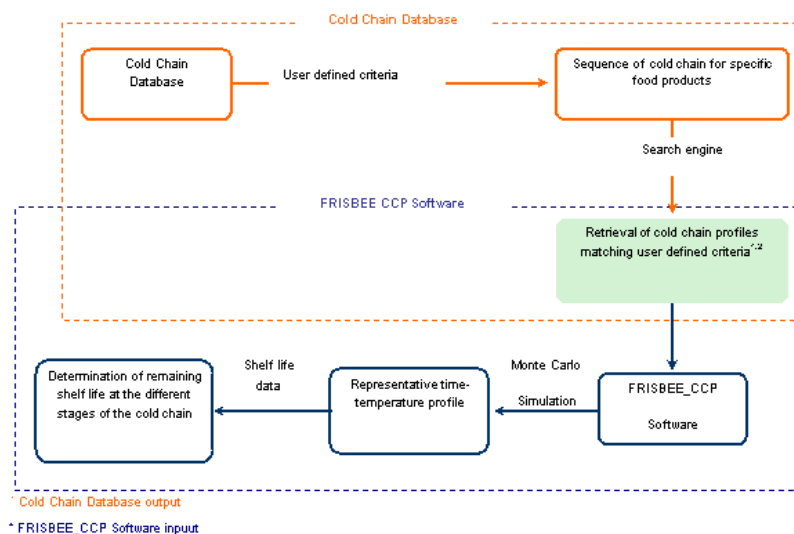 Cold Chain Database
Cold Chain
Database
User defined criteria
Sequence of cold chain for specific
food products
Search engine
FRISBEE CCP Software
Retrieval of cold chain profiles
matching user defined criteria1,2
Monte Carlo
Simulation
FRISBEE_CCP
Software
Representative time-
temperature profile
Shelf life
data
Determination of remaining
shelf life at the different
stages of the cold chain
Cold Chain Database output
FRISBEE_CCP Software inpuut